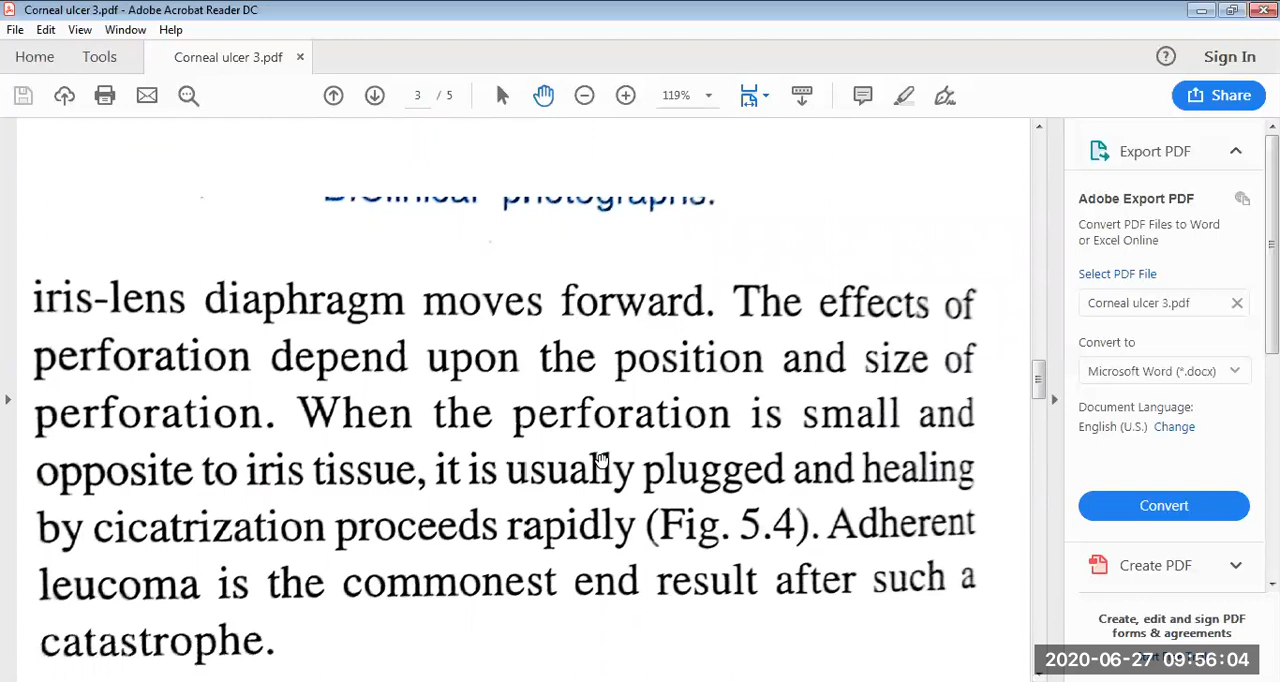 Corneal ulcer 3.pdf - Adobe Acrobat Reader DC
File Edit View Window Help
Home Tools Corneal ulcer 3.pdf × Sign In
3 / 5 119% Share
B.Clinical photographs.
iris-lens diaphragm moves forward. The effects of
perforation depend upon the position and size of
perforation. When the perforation is small and
opposite to iris tissue, it is usually plugged and healing
by cicatrization proceeds rapidly (Fig. 5.4). Adherent
leucoma is the commonest end result after such a
catastrophe.
Export PDF
Adobe Export PDF
Convert PDF Files to Word
or Excel Online
Select PDF File
Corneal ulcer 3.pdf
Convert to
Microsoft Word (*.docx)
Document Language:
English (U.S.) Change
Convert
Create PDF
Create, edit and sign PDF
forms & agreements
2020-06-27 09:56:04